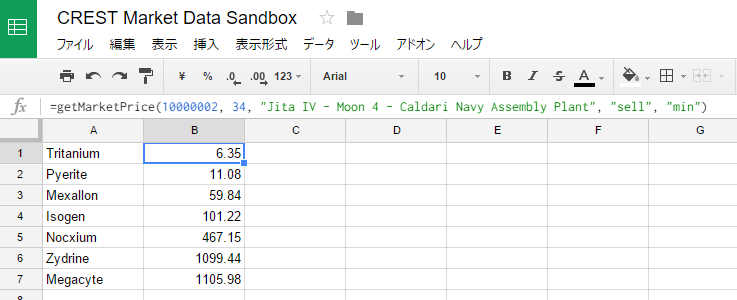 CREST Market Data Sandbox
ファイル 編集 表示 挿入 表示形式 データ ツール アドオン ヘルプ
¥ % .0 .00 123 Arial 10 B I S A
fx =getMarketPrice(10000002, 34, "Jita IV - Moon 4 - Caldari Navy Assembly Plant", "sell", "min")
A B C D E F G
1 Tritanium 6.35
2 Pyerite 11.08
3 Mexallon 59.84
4 Isogen 101.22
5 Nocxium 467.15
6 Zydrine 1099.44
7 Megacyte 1105.98